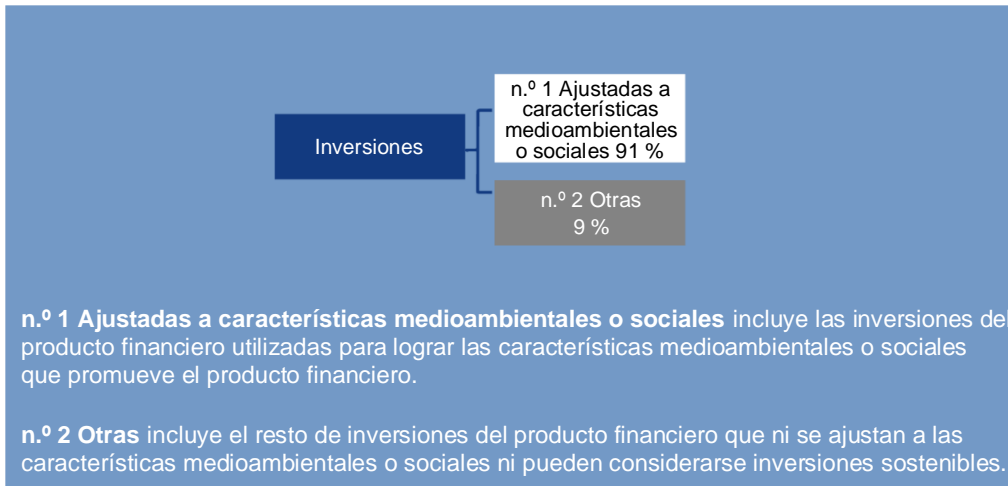 Inversiones
n.º 1 Ajustadas a
características
medioambientales
o sociales 91 %
n.º 2 Otras
9 %
n.º 1 Ajustadas a características medioambientales o sociales incluye las inversiones del
producto financiero utilizadas para lograr las características medioambientales o sociales
que promueve el producto financiero.
n.º 2 Otras incluye el resto de inversiones del producto financiero que ni se ajustan a las
características medioambientales o sociales ni pueden considerarse inversiones sostenibles.